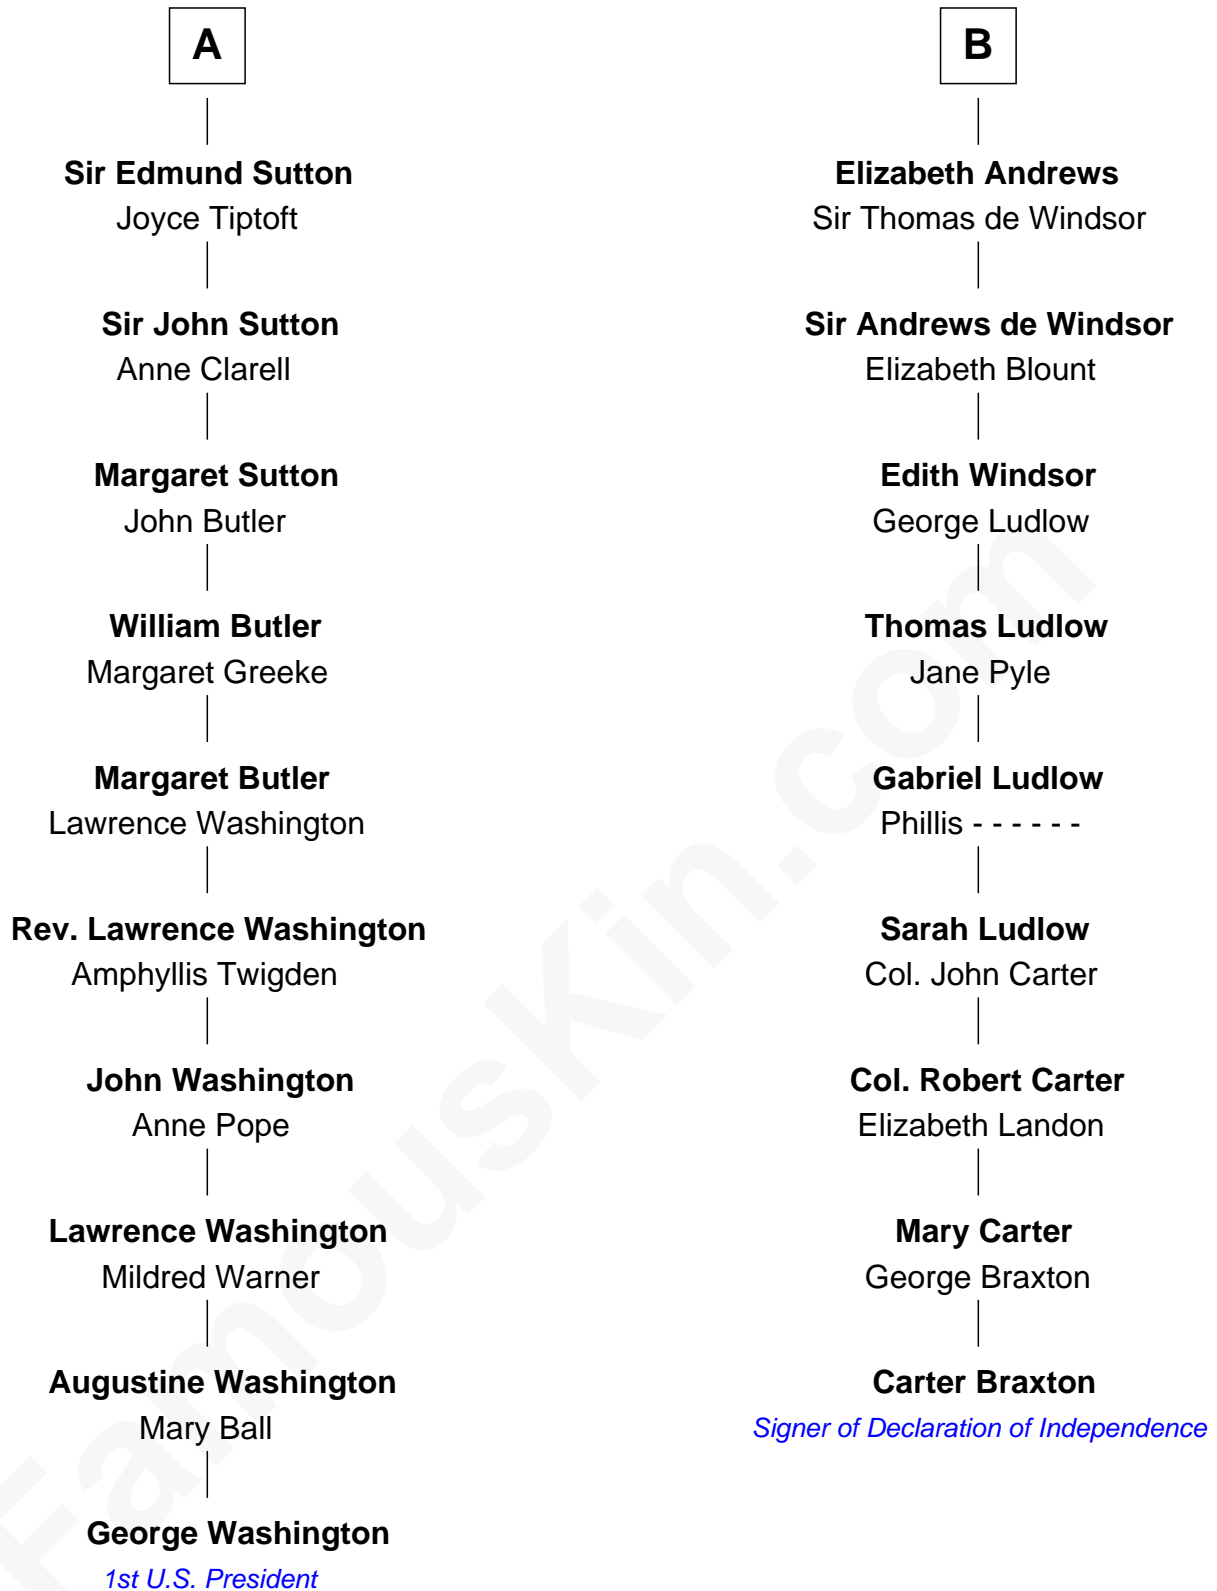 A
Sir Edmund Sutton
Joyce Tiptoft
Sir John Sutton
Anne Clarell
Margaret Sutton
John Butler
William Butler
Margaret Greeke
Margaret Butler
Lawrence Washington
Rev. Lawrence Washington
Amphyllis Twigden
John Washington
Anne Pope
Lawrence Washington
Mildred Warner
Augustine Washington
Mary Ball
George Washington
1st U.S. President
B
Elizabeth Andrews
Sir Thomas de Windsor
Sir Andrews de Windsor
Elizabeth Blount
Edith Windsor
George Ludlow
Thomas Ludlow
Jane Pyle
Gabriel Ludlow
Phillis - - - - - -
Sarah Ludlow
Col. John Carter
Col. Robert Carter
Elizabeth Landon
Mary Carter
George Braxton
Carter Braxton
Signer of Declaration of Independence
FamousKin.com